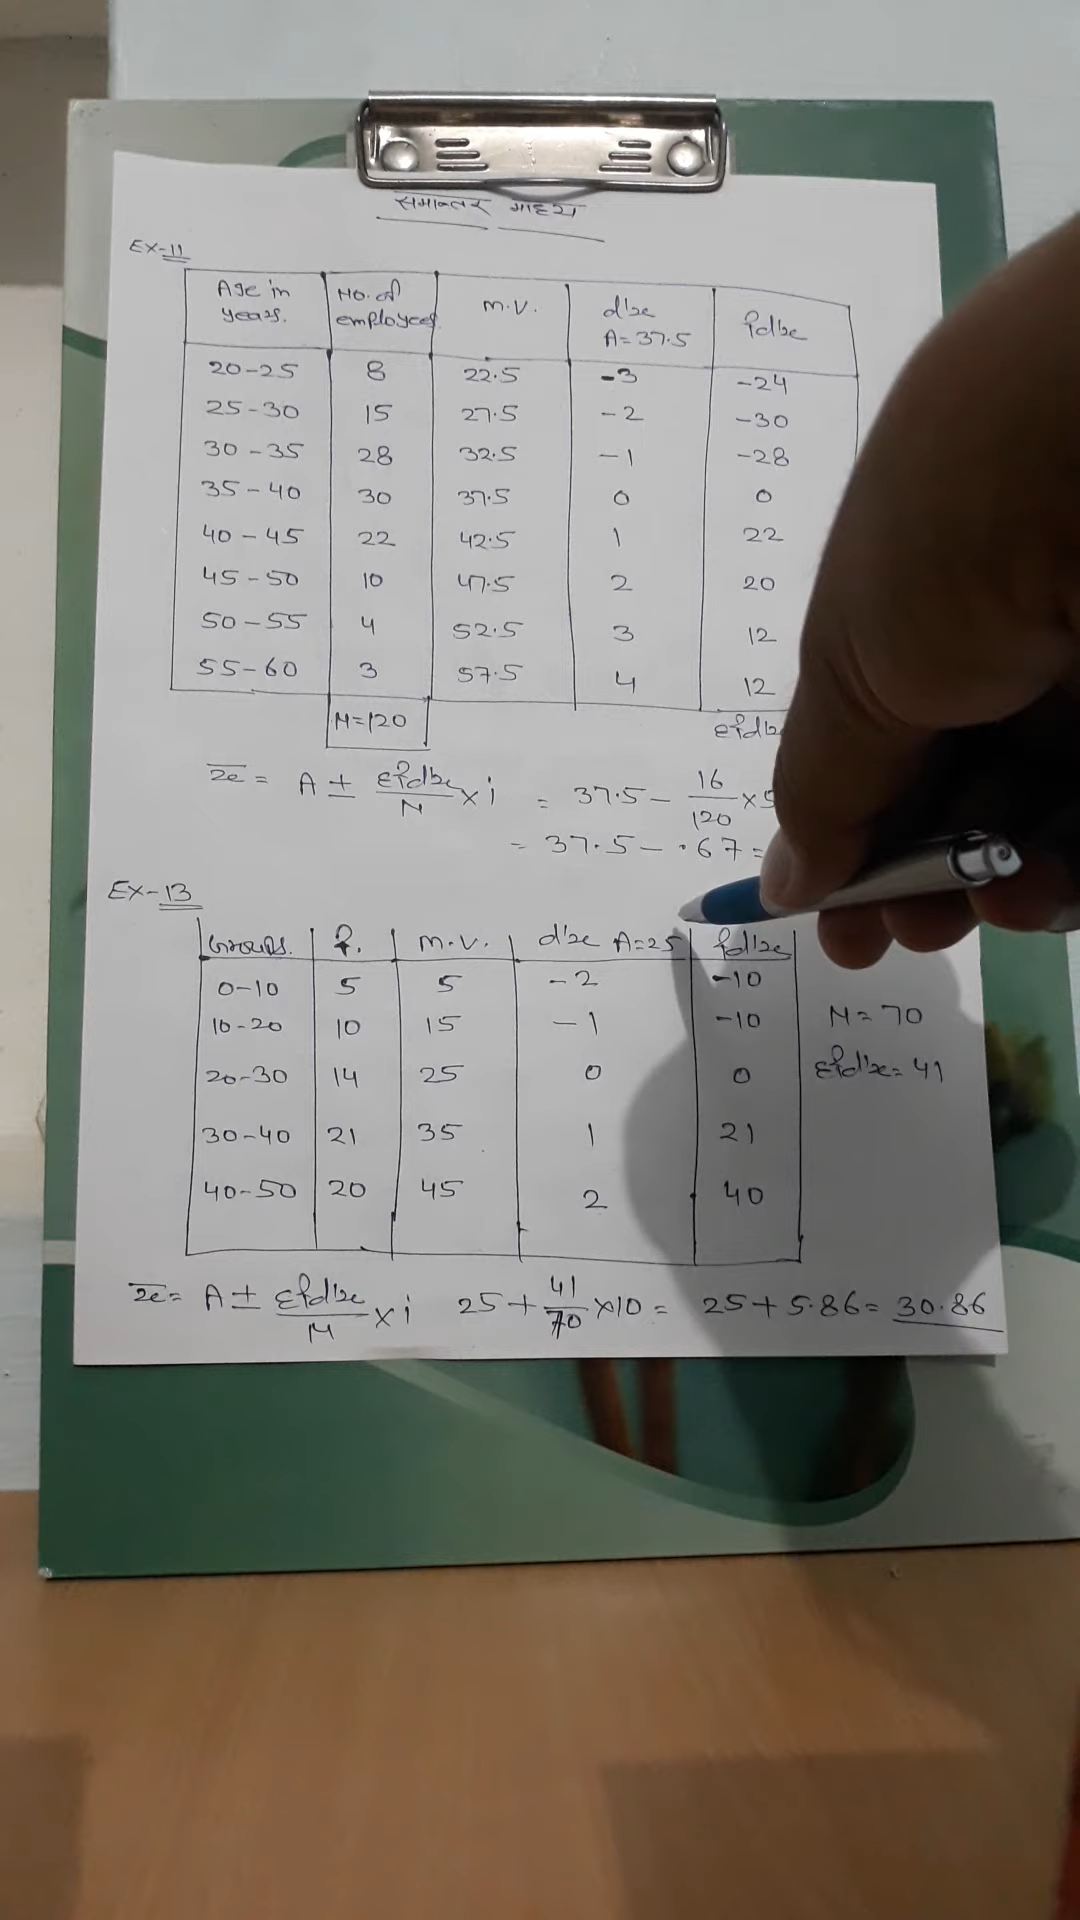 समान्तर माध्य
Ex-11
Age in years. No. of employees m.v. d'x A=37.5 fd'x
20-25 8 22.5 -3 -24
25-30 15 27.5 -2 -30
30-35 28 32.5 -1 -28
35-40 30 37.5 0 0
40-45 22 42.5 1 22
45-50 10 47.5 2 20
50-55 4 52.5 3 12
55-60 3 57.5 4 12
N=120
x̄ = A ± Σfd'x/N × i = 37.5 - 16/120 × 5
= 37.5 - .67 =
Ex-13
Groups. f. m.v. d'x A=25 fd'x
0-10 5 5 -2 -10
10-20 10 15 -1 -10 N=70
20-30 14 25 0 0 Σfd'x=41
30-40 21 35 1 21
40-50 20 45 2 40
x̄ = A ± Σfd'x/N × i 25 + 41/70 × 10 = 25 + 5.86 = 30.86